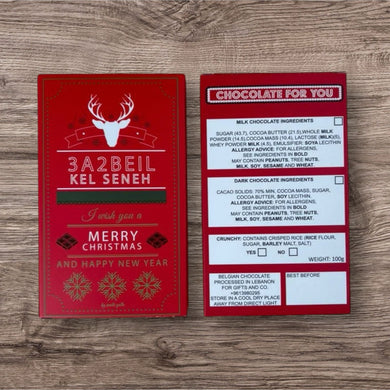 3A2BEIL
KEL SENEH
I wish you a
MERRY
CHRISTMAS
AND HAPPY NEW YEAR
CHOCOLATE FOR YOU
MILK CHOCOLATE INGREDIENTS
SUGAR (43,7), COCOA BUTTER (21.5),WHOLE MILK
POWDER (14.5),COCOA MASS (10.4), LACTOSE (MILK)(5),
WHEY POWDER MILK (4.5), EMULSIFIER: SOYA LECITHIN
ALLERGY ADVICE: FOR ALLERGENS,
SEE INGREDIENTS IN BOLD
MAY CONTAIN PEANUTS, TREE NUTS,
MILK, SOY, SESAME AND WHEAT.
DARK CHOCOLATE INGREDIENTS
CACAO SOLIDS: 70% MIN, COCOA MASS, SUGAR,
COCOA BUTTER, SOY LECITHIN
ALLERGY ADVICE: FOR ALLERGENS,
SEE INGREDIENTS IN BOLD.
MAY CONTAIN PEANUTS, TREE NUTS,
MILK, SOY, SESAME, AND WHEAT.
CRUNCHY: CONTAINS CRISPED RICE (RICE FLOUR,
SUGAR, BARLEY MALT, SALT)
YES NO
WEIGHT: 100g
BELGIAN CHOCOLATE
PROCESSED IN LEBANON
FOR GIFTS AND CO:
+9613980295
STORE IN A COOL DRY PLACE
AWAY FROM DIRECT LIGHT
BEST BEFORE